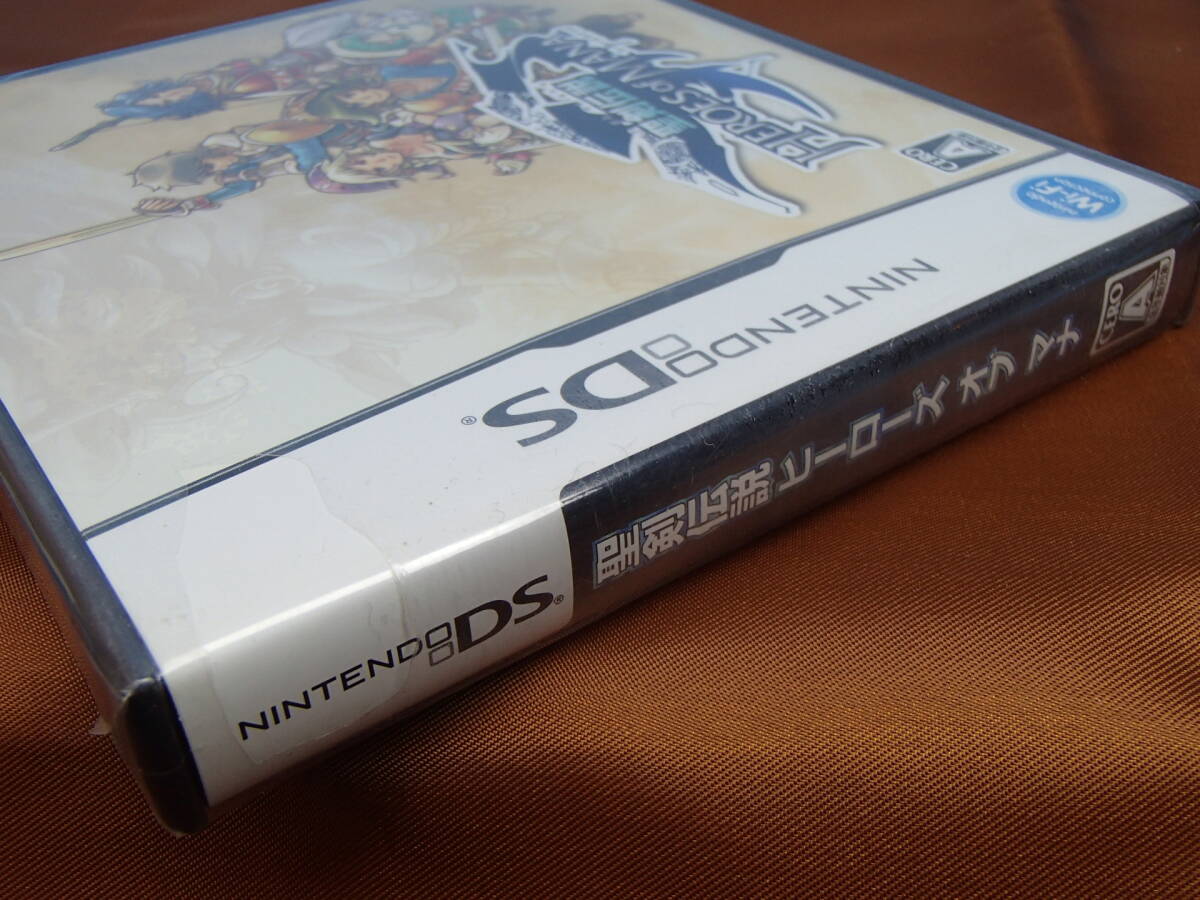 HEROES of MANA
聖剣伝説
CERO
A
Nintendo
Wi-Fi
CONNECTION
NINTENDO DS®
NINTENDO DS®
聖剣伝説 ヒーローズ オブ マナ
CERO
A